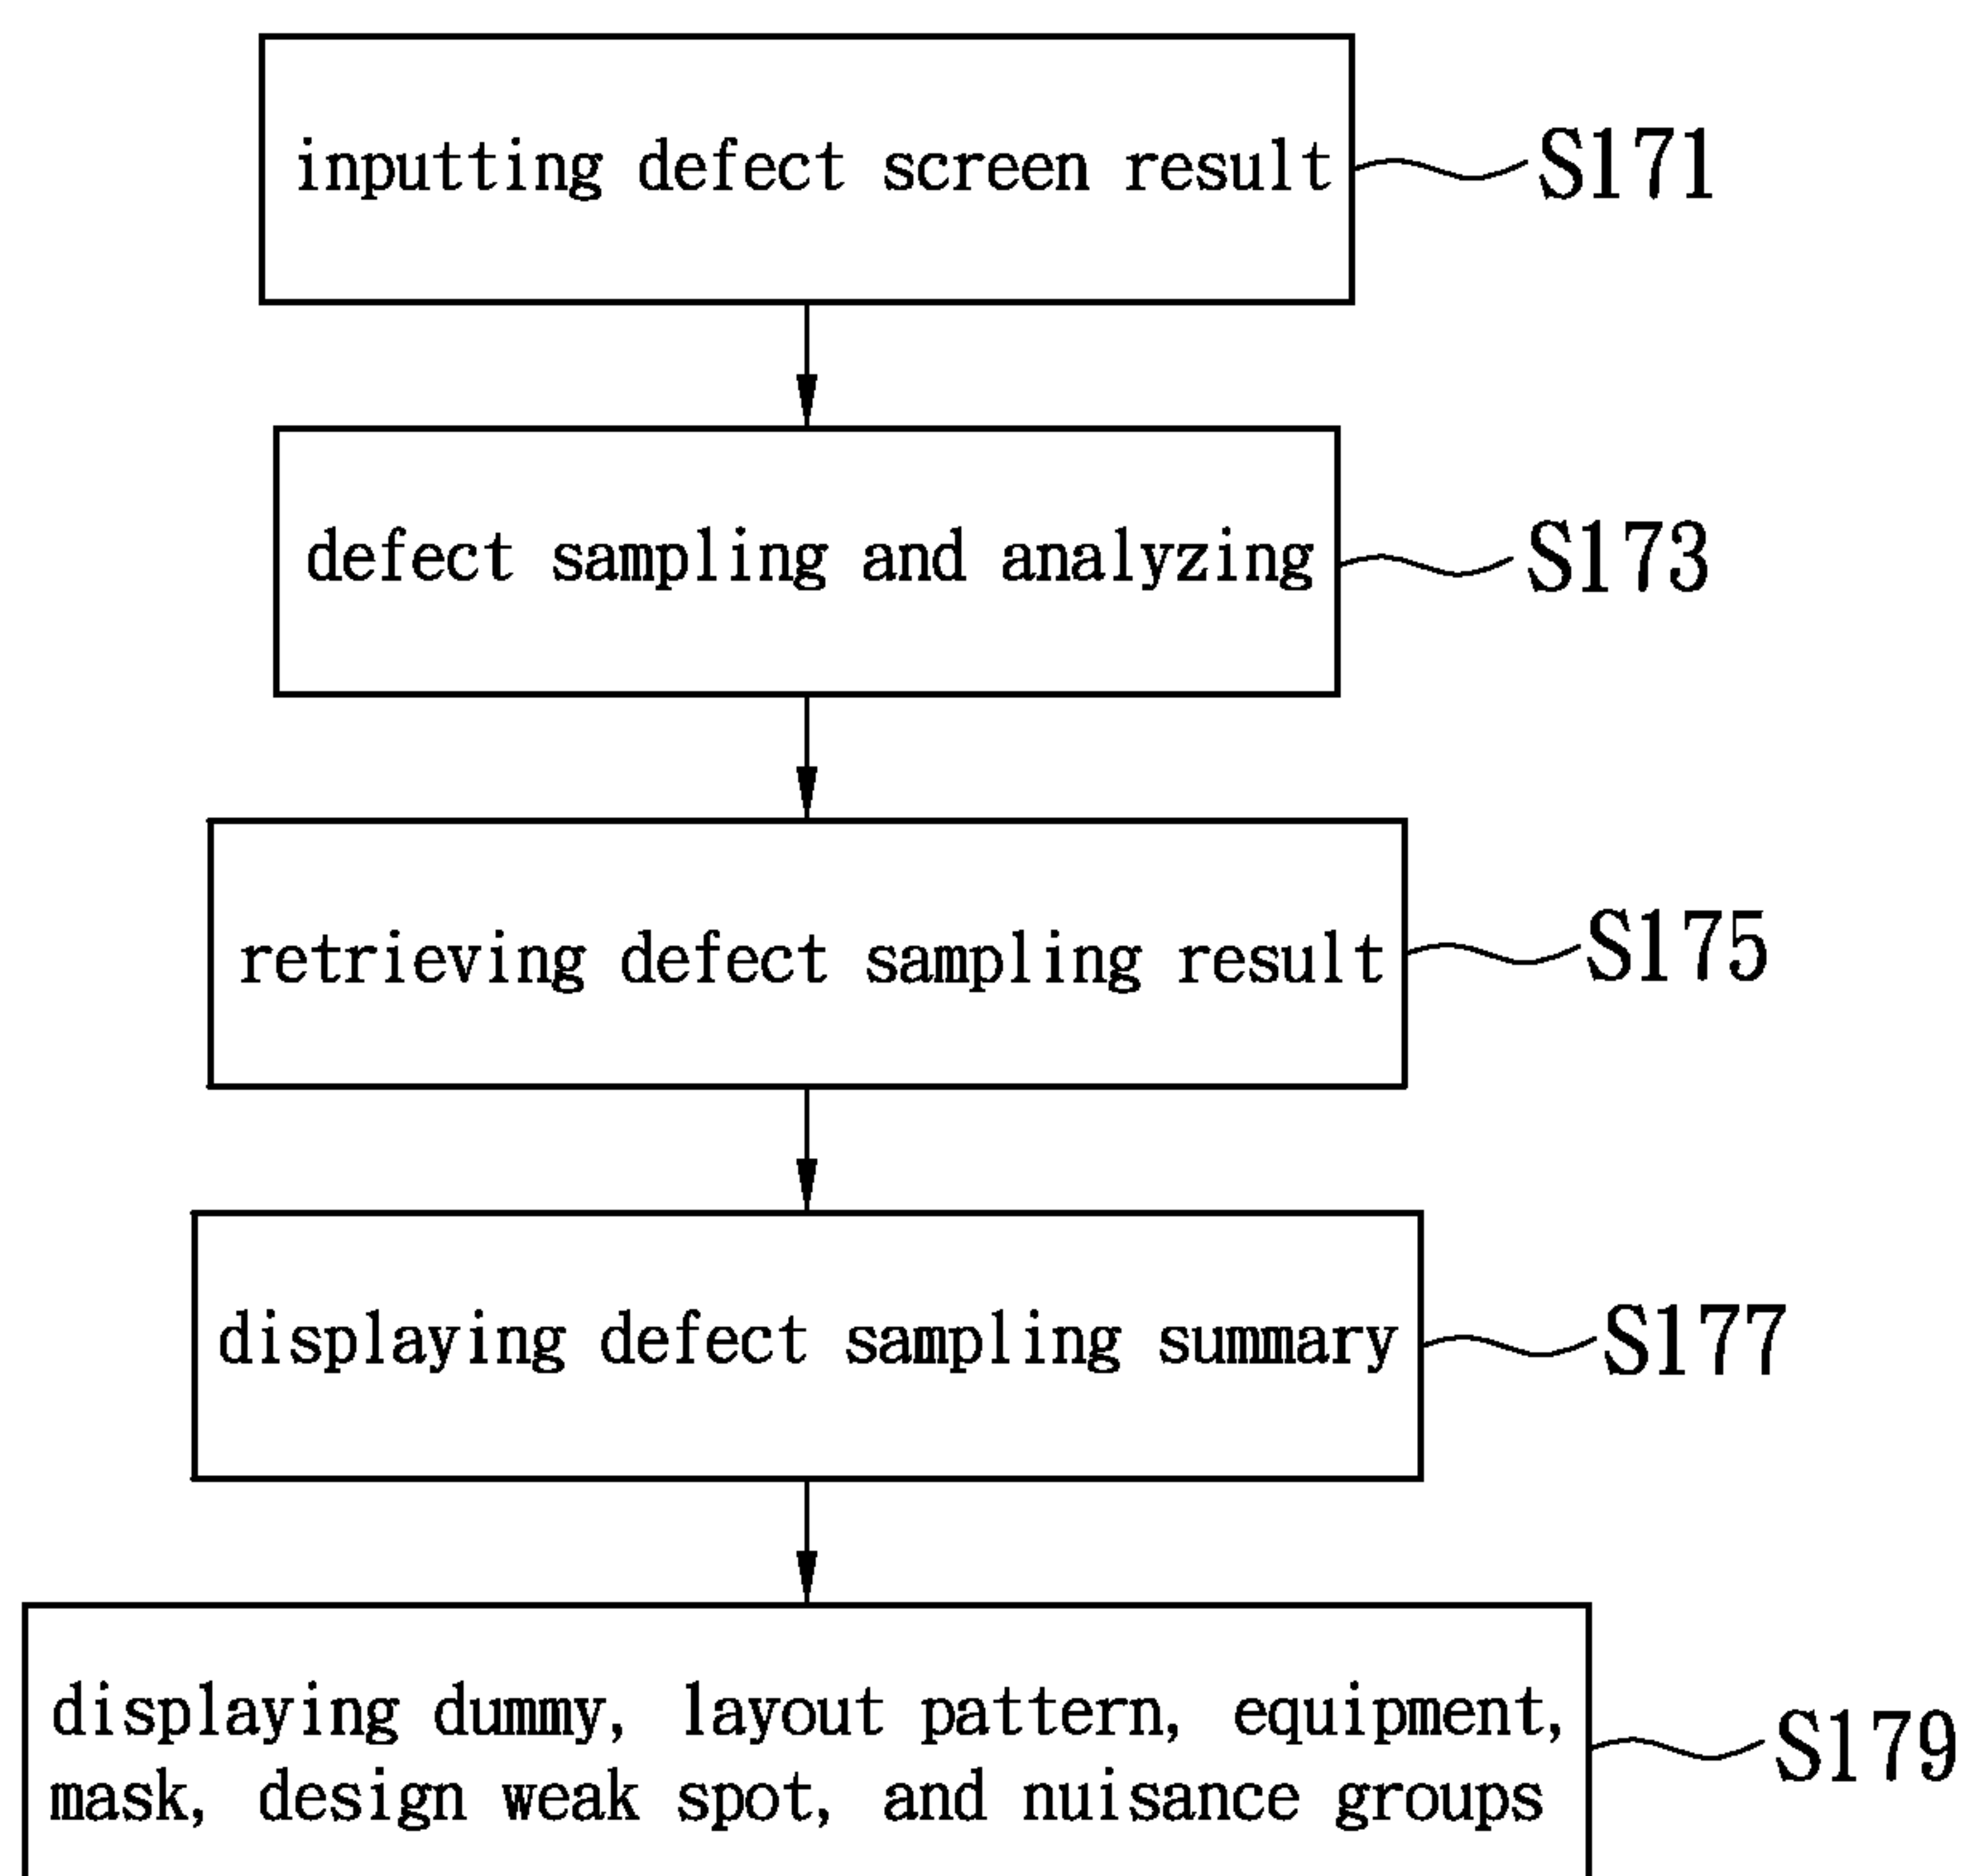 inputting defect screen result
S171
defect sampling and analyzing
S173
retrieving defect sampling result
S175
displaying defect sampling summary
S177
displaying dummy, layout pattern, equipment,
mask, design weak spot, and nuisance groups
S179